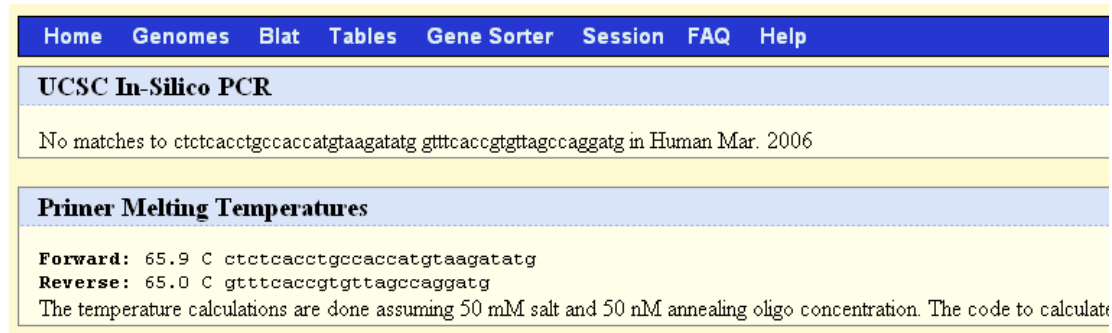 Home Genomes Blat Tables Gene Sorter Session FAQ Help
UCSC In-Silico PCR
No matches to ctctcacctgccaccatgtaagatatg gtttcaccgtgttagccaggatg in Human Mar. 2006
Primer Melting Temperatures
Forward: 65.9 C ctctcacctgccaccatgtaagatatg
Reverse: 65.0 C gtttcaccgtgttagccaggatg
The temperature calculations are done assuming 50 mM salt and 50 nM annealing oligo concentration. The code to calculate